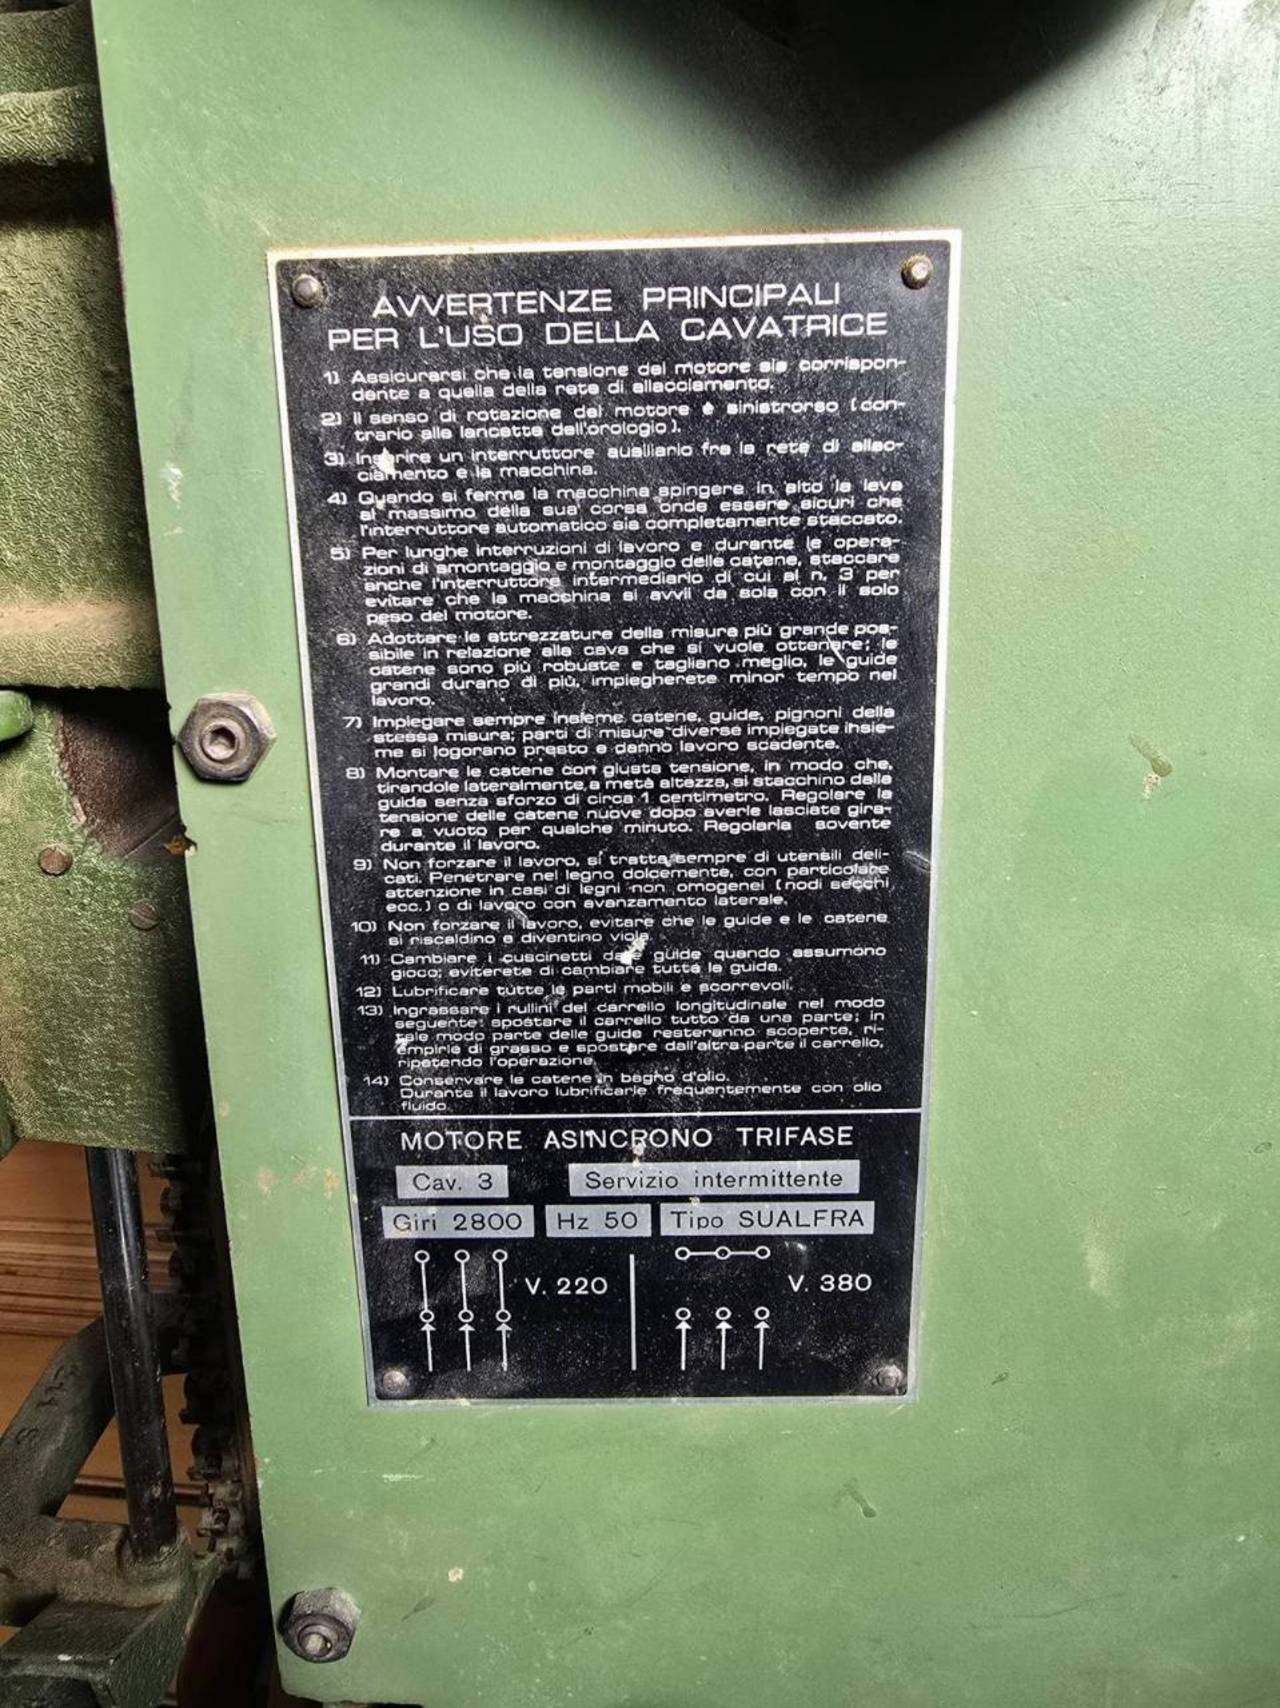 AVVERTENZE PRINCIPALI
PER L'USO DELLA CAVATRICE
1) Assicurarsi che la tensione del motore sia corrispon-
dente a quella della rete di allacciamento.
2) Il senso di rotazione del motore è sinistrorso (con-
trario alle lancette dell'orologio).
3) Inserire un interruttore ausiliario fra la rete di allac-
ciamento e la macchina.
4) Quando si ferma la macchina spingere in alto la leva
al massimo della sua corsa onde essere sicuri che
l'interruttore automatico sia completamente staccato.
5) Per lunghe interruzioni di lavoro e durante le opera-
zioni di smontaggio e montaggio delle catene, staccare
anche l'interruttore intermediario di cui al n. 3 per
evitare che la macchina si avvii da sola con il solo
peso del motore.
6) Adottare le attrezzature della misura più grande pos-
sibile in relazione alla cava che si vuole ottenere; le
catene sono più robuste e tagliano meglio, le guide
grandi durano di più, impiegherete minor tempo nel
lavoro.
7) Impiegare sempre insieme catene, guide, pignoni della
stessa misura; parti di misure diverse impiegate insie-
me si logorano presto e danno lavoro scadente.
8) Montare le catene con giusta tensione, in modo che,
tirandole lateralmente, a metà altezza, si stacchino dalla
guida senza sforzo di circa 1 centimetro. Regolare la
tensione delle catene nuove dopo averle lasciate gira-
re a vuoto per qualche minuto. Regolarla sovente
durante il lavoro.
9) Non forzare il lavoro, si tratta sempre di utensili deli-
cati. Penetrare nel legno dolcemente, con particolare
attenzione in casi di legni non omogenei (nodi secchi,
ecc.) o di lavoro con avanzamento laterale.
10) Non forzare il lavoro, evitare che le guide e le catene
si riscaldino e diventino viola.
11) Cambiare i cuscinetti delle guide quando assumono
gioco; eviterete di cambiare tutta la guida.
12) Lubrificare tutte le parti mobili e scorrevoli.
13) Ingrassare i rullini del carrello longitudinale nel modo
seguente: spostare il carrello tutto da una parte; in
tale modo parte delle guide resteranno scoperte, ri-
empirle di grasso e spostare dall'altra parte il carrello,
ripetendo l'operazione.
14) Conservare le catene in bagno d'olio.
Durante il lavoro lubrificarle frequentemente con olio
fluido.
MOTORE ASINCRONO TRIFASE
Cav. 3 Servizio intermittente
Giri 2800 Hz 50 Tipo SUALFRA
V. 220 V. 380